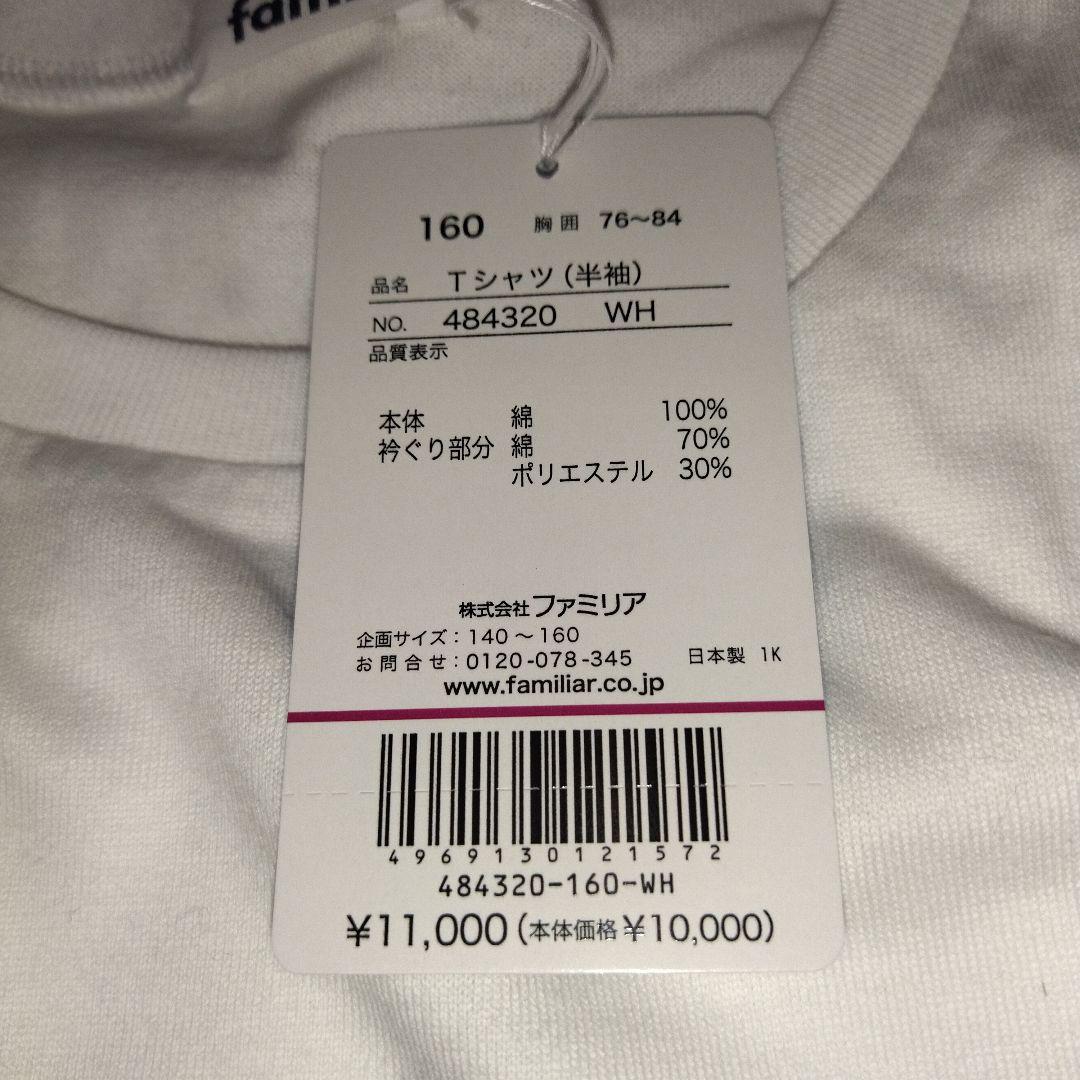 160 胸囲 76～84
品名 Tシャツ(半袖)
NO. 484320 WH
品質表示
本体 綿 100%
衿ぐり部分 綿 70%
ポリエステル 30%
株式会社ファミリア
企画サイズ：140～160
お問合せ：0120-078-345 日本製 1K
www.familiar.co.jp
4969130121572
484320-160-WH
¥11,000(本体価格¥10,000)